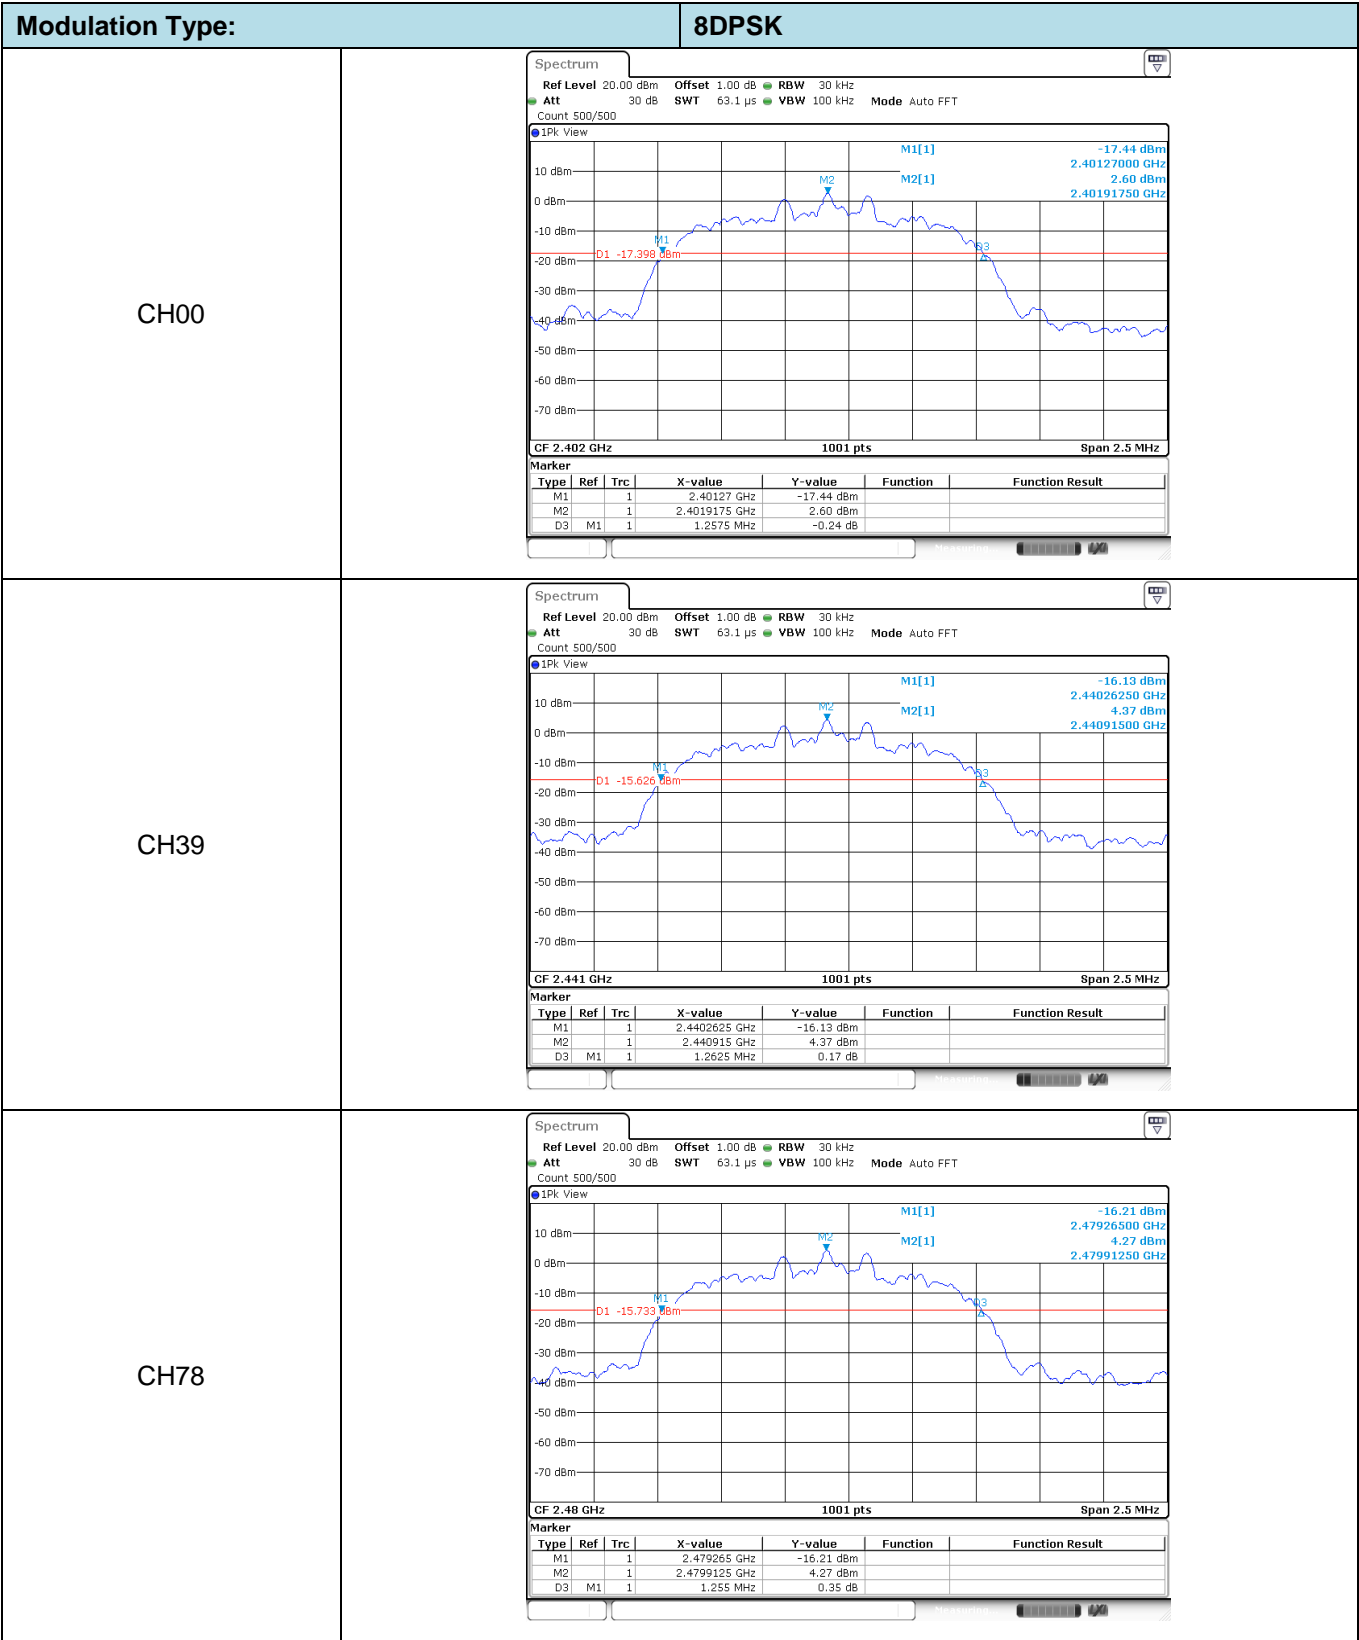 Modulation Type: 8DPSK
CH00
Spectrum
Ref Level 20.00 dBm Offset 1.00 dB RBW 30 kHz
Att 30 dB SWT 63.1 µs VBW 100 kHz Mode Auto FFT
Count 500/500
1Pk View
M1[1] -17.44 dBm
2.40127000 GHz
10 dBm
M2 M2[1] 2.60 dBm
2.40191750 GHz
0 dBm
-10 dBm
M1 D3
D1 -17.398 dBm
-20 dBm
-30 dBm
-40 dBm
-50 dBm
-60 dBm
-70 dBm
CF 2.402 GHz 1001 pts Span 2.5 MHz
Marker
Type Ref Trc X-value Y-value Function Function Result
M1 1 2.40127 GHz -17.44 dBm
M2 1 2.4019175 GHz 2.60 dBm
D3 M1 1 1.2575 MHz -0.24 dB
Measuring...
CH39
Spectrum
Ref Level 20.00 dBm Offset 1.00 dB RBW 30 kHz
Att 30 dB SWT 63.1 µs VBW 100 kHz Mode Auto FFT
Count 500/500
1Pk View
M1[1] -16.13 dBm
2.44026250 GHz
10 dBm
M2 M2[1] 4.37 dBm
2.44091500 GHz
0 dBm
-10 dBm
M1 D3
D1 -15.626 dBm
-20 dBm
-30 dBm
-40 dBm
-50 dBm
-60 dBm
-70 dBm
CF 2.441 GHz 1001 pts Span 2.5 MHz
Marker
Type Ref Trc X-value Y-value Function Function Result
M1 1 2.4402625 GHz -16.13 dBm
M2 1 2.440915 GHz 4.37 dBm
D3 M1 1 1.2625 MHz 0.17 dB
Measuring...
CH78
Spectrum
Ref Level 20.00 dBm Offset 1.00 dB RBW 30 kHz
Att 30 dB SWT 63.1 µs VBW 100 kHz Mode Auto FFT
Count 500/500
1Pk View
M1[1] -16.21 dBm
2.47926500 GHz
10 dBm
M2 M2[1] 4.27 dBm
2.47991250 GHz
0 dBm
-10 dBm
M1 D3
D1 -15.733 dBm
-20 dBm
-30 dBm
-40 dBm
-50 dBm
-60 dBm
-70 dBm
CF 2.48 GHz 1001 pts Span 2.5 MHz
Marker
Type Ref Trc X-value Y-value Function Function Result
M1 1 2.479265 GHz -16.21 dBm
M2 1 2.4799125 GHz 4.27 dBm
D3 M1 1 1.255 MHz 0.35 dB
Measuring...